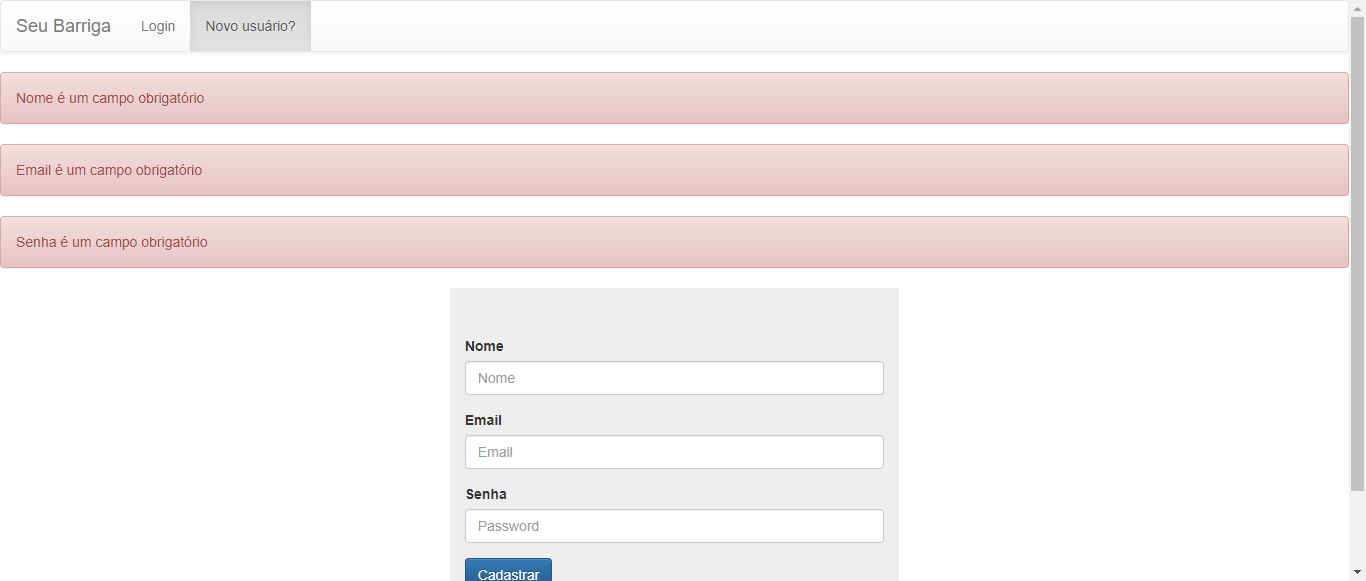 Seu Barriga Login Novo usuário?
Nome é um campo obrigatório
Email é um campo obrigatório
Senha é um campo obrigatório
Nome
Nome
Email
Email
Senha
Password
Cadastrar